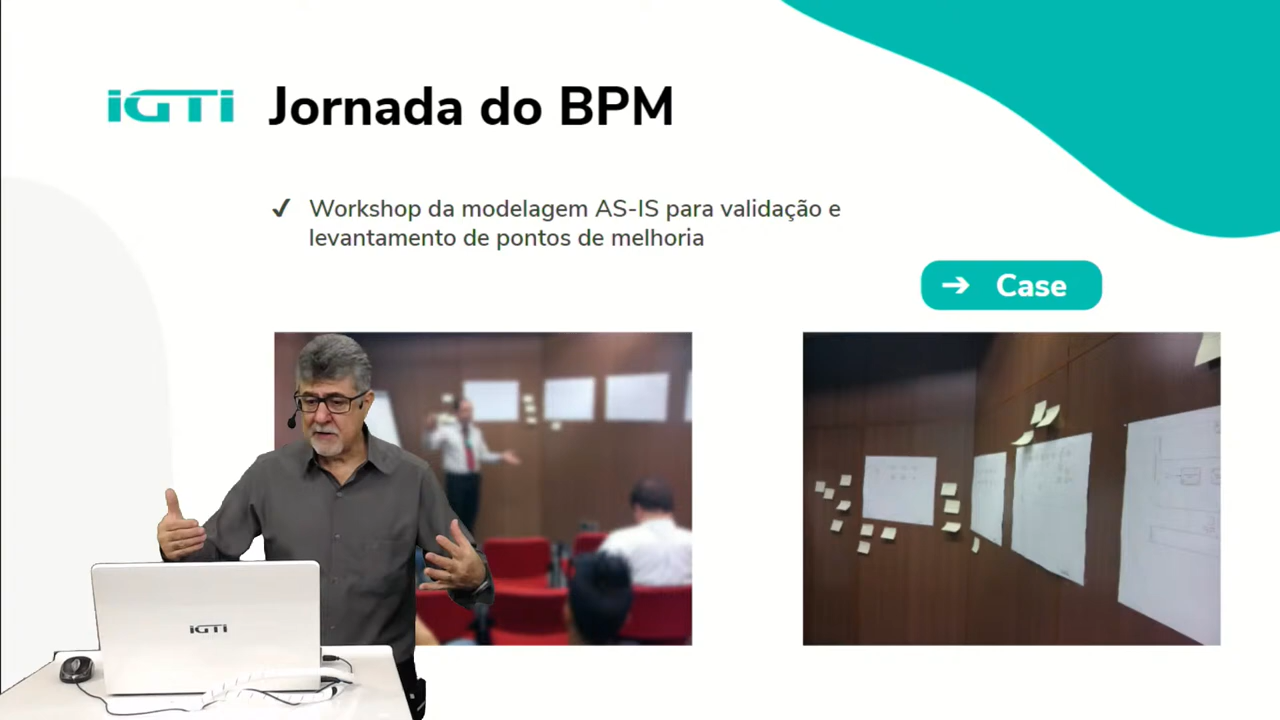 iGTi
Jornada do BPM
✓ Workshop da modelagem AS-IS para validação e
levantamento de pontos de melhoria
➔ Case
iGTi